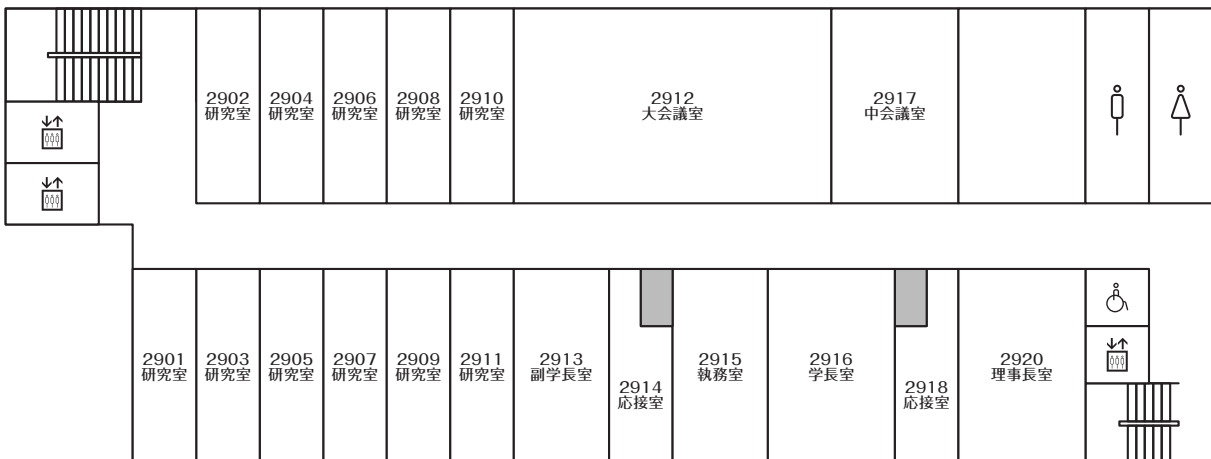 2902
研究室
2904
研究室
2906
研究室
2908
研究室
2910
研究室
2912
大会議室
2917
中会議室
2901
研究室
2903
研究室
2905
研究室
2907
研究室
2909
研究室
2911
研究室
2913
副学長室
2914
応接室
2915
執務室
2916
学長室
2918
応接室
2920
理事長室